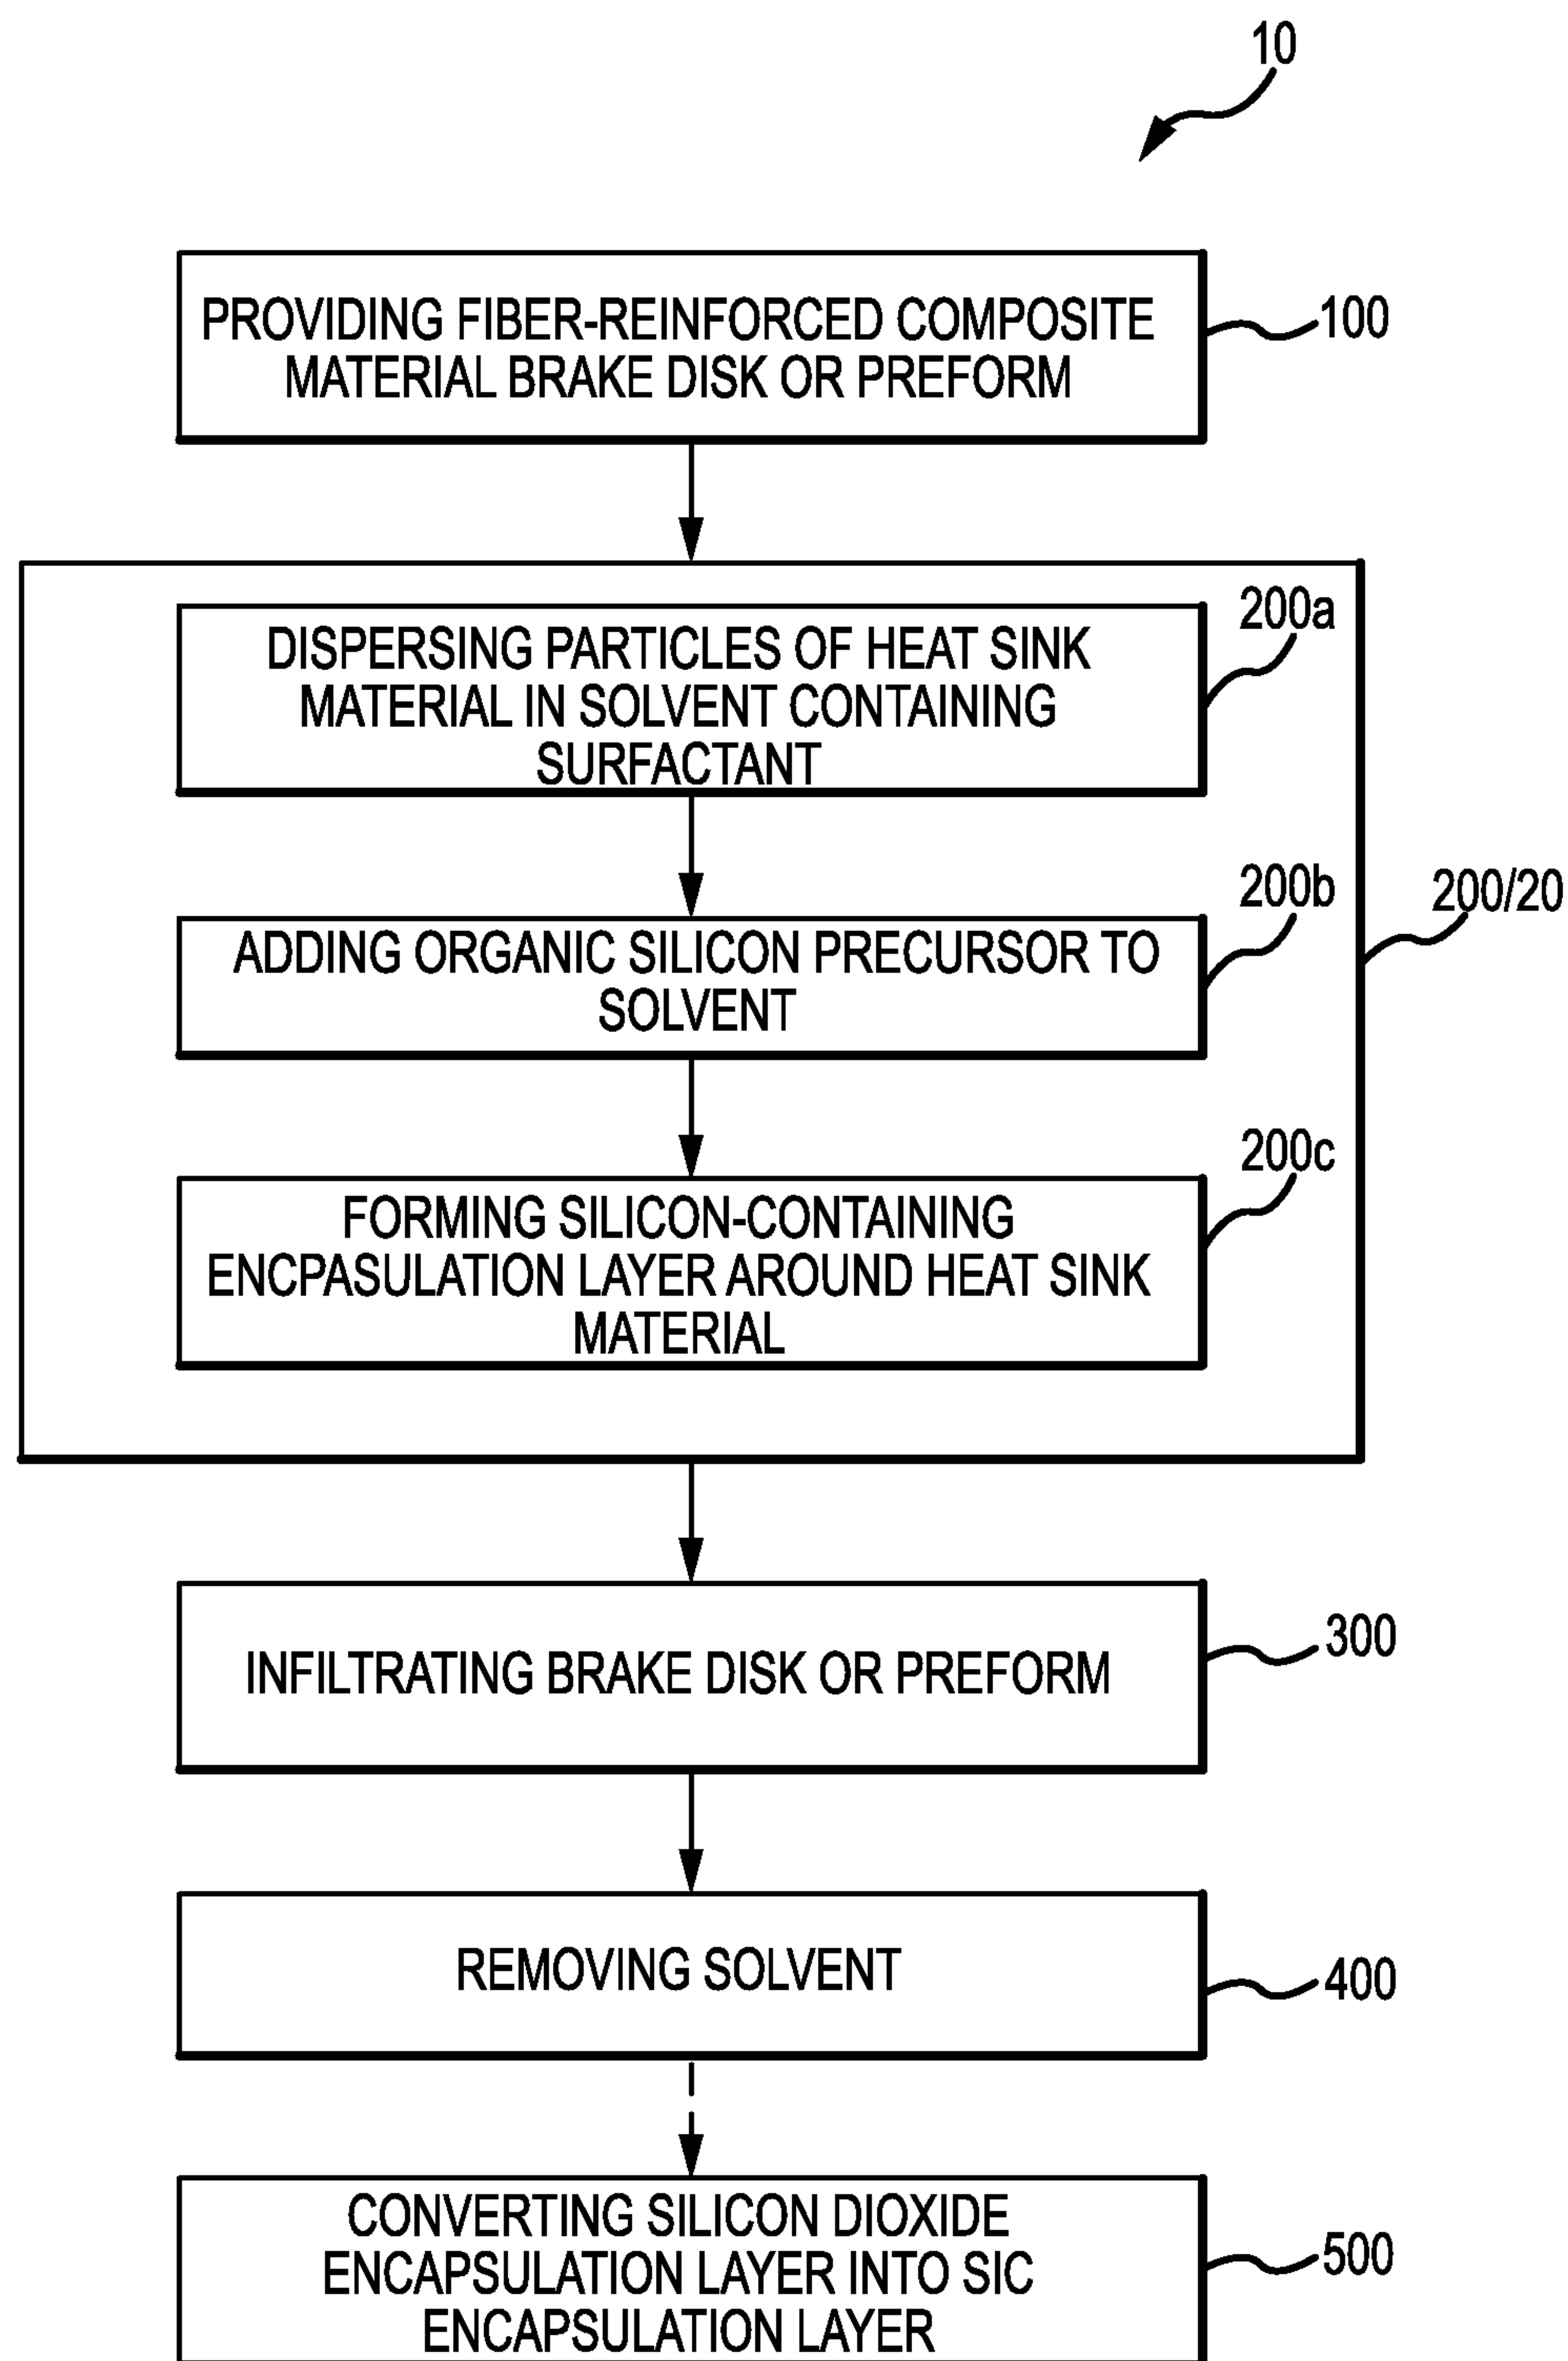 10
PROVIDING FIBER-REINFORCED COMPOSITE
MATERIAL BRAKE DISK OR PREFORM
100
200a
DISPERSING PARTICLES OF HEAT SINK
MATERIAL IN SOLVENT CONTAINING
SURFACTANT
200b
200/20
ADDING ORGANIC SILICON PRECURSOR TO
SOLVENT
200c
FORMING SILICON-CONTAINING
ENCPASULATION LAYER AROUND HEAT SINK
MATERIAL
300
INFILTRATING BRAKE DISK OR PREFORM
REMOVING SOLVENT
400
CONVERTING SILICON DIOXIDE
ENCAPSULATION LAYER INTO SIC
ENCAPSULATION LAYER
500